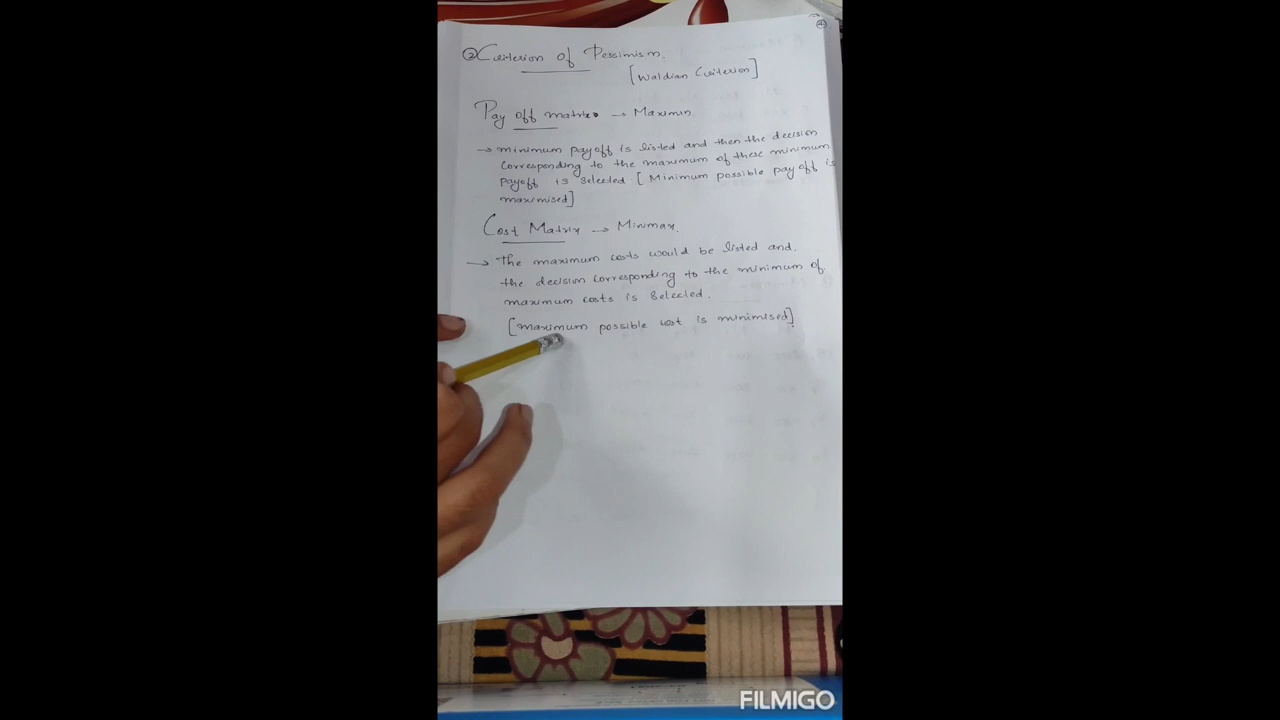 ④
② Criterion of Pessimism.
[Waldian Criterion]
Pay off matrix → Maximin.
→ minimum payoff is listed and then the decision
corresponding to the maximum of these minimum
payoff is selected [ Minimum possible pay off is
maximised]
Cost Matrix → Minimax.
→ the maximum costs would be listed and.
the decision corresponding to the minimum of
maximum costs is selected.
[maximum possible cost is minimised].
FILMIGO